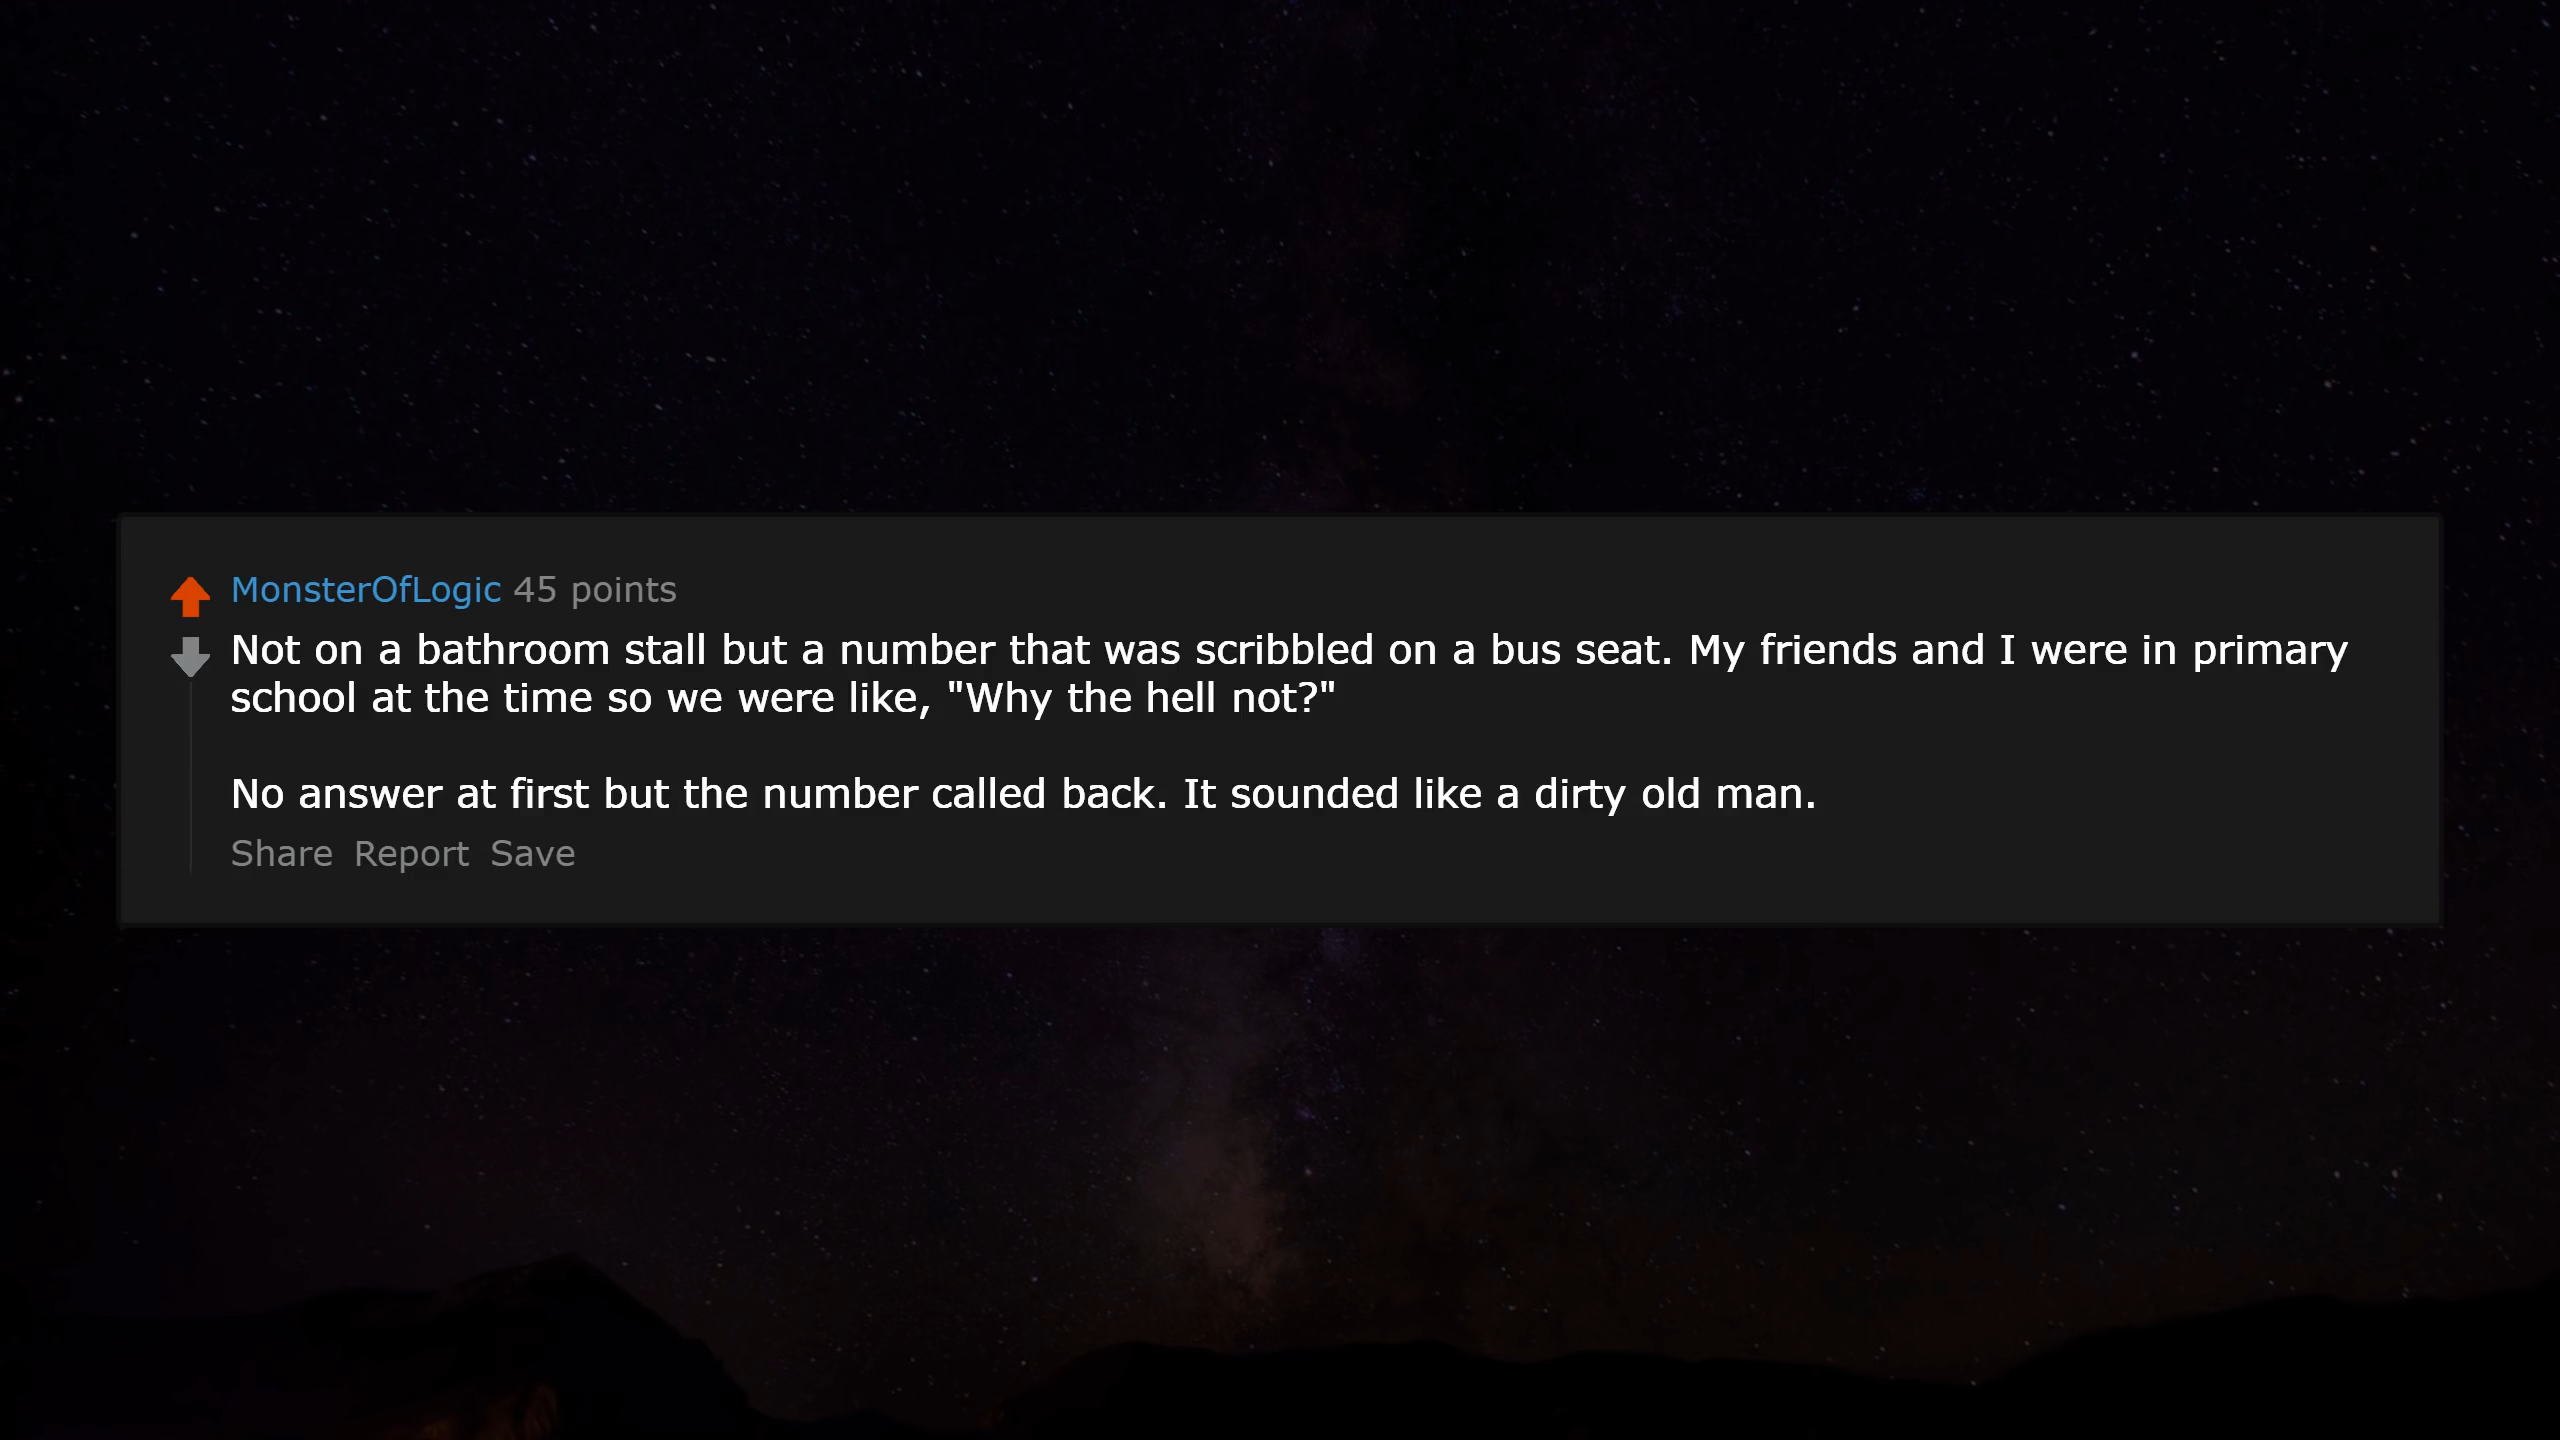 MonsterOfLogic 45 points
Not on a bathroom stall but a number that was scribbled on a bus seat. My friends and I were in primary
school at the time so we were like, "Why the hell not?"
No answer at first but the number called back. It sounded like a dirty old man.
Share Report Save